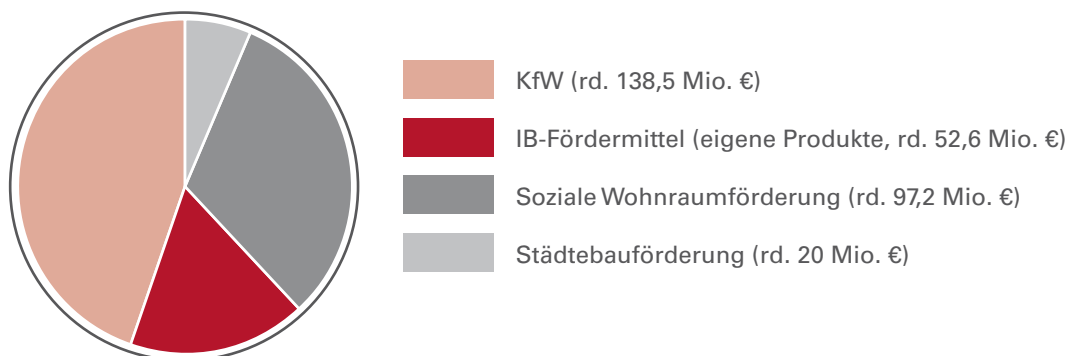 KfW (rd. 138,5 Mio. €)
IB-Fördermittel (eigene Produkte, rd. 52,6 Mio. €)
Soziale Wohnraumförderung (rd. 97,2 Mio. €)
Städtebauförderung (rd. 20 Mio. €)